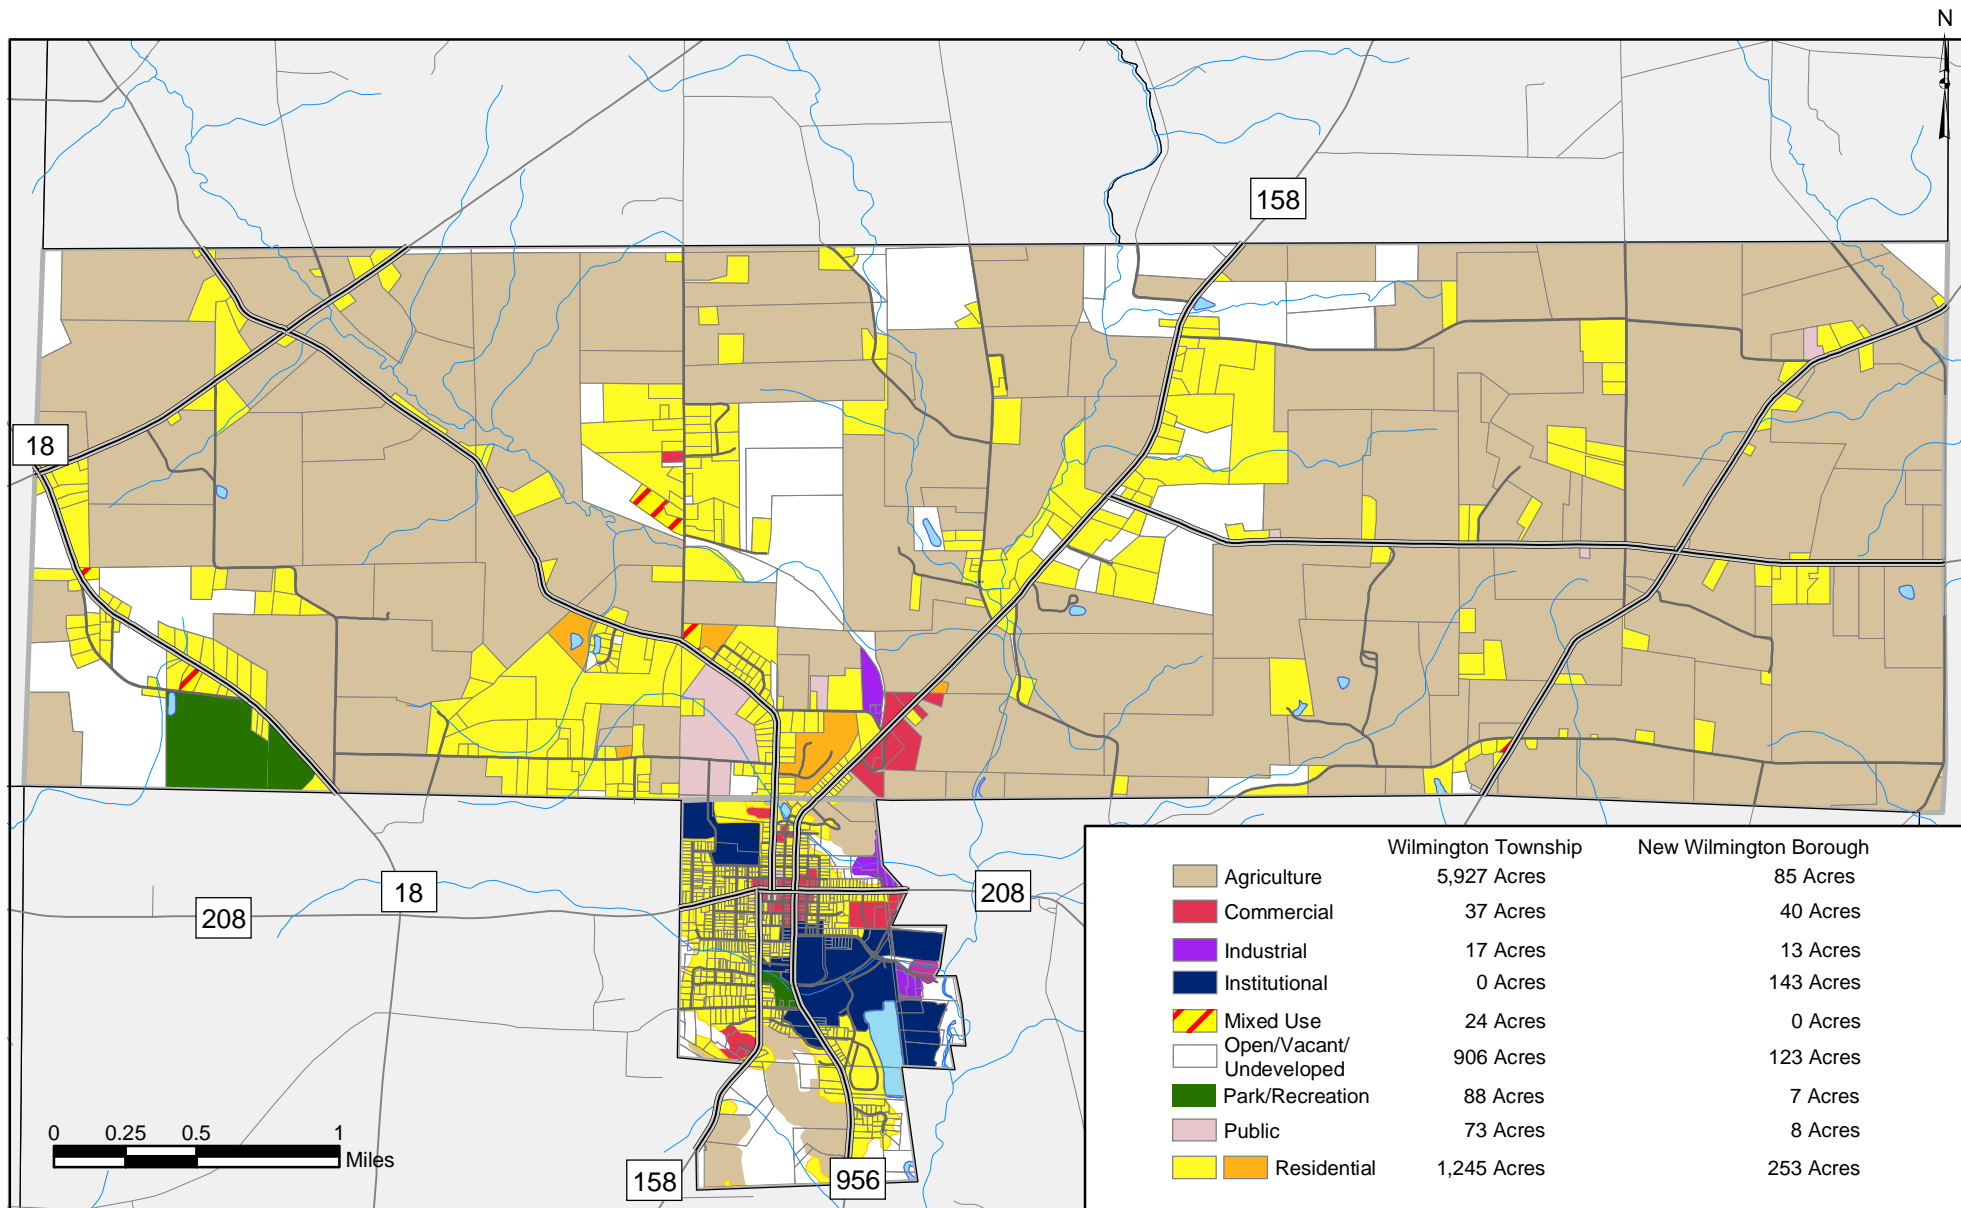 N
158
18
18
208
208
158
956
0 0.25 0.5 1
Miles
Wilmington Township New Wilmington Borough
Agriculture 5,927 Acres 85 Acres
Commercial 37 Acres 40 Acres
Industrial 17 Acres 13 Acres
Institutional 0 Acres 143 Acres
Mixed Use 24 Acres 0 Acres
Open/Vacant/
Undeveloped 906 Acres 123 Acres
Park/Recreation 88 Acres 7 Acres
Public 73 Acres 8 Acres
Residential 1,245 Acres 253 Acres